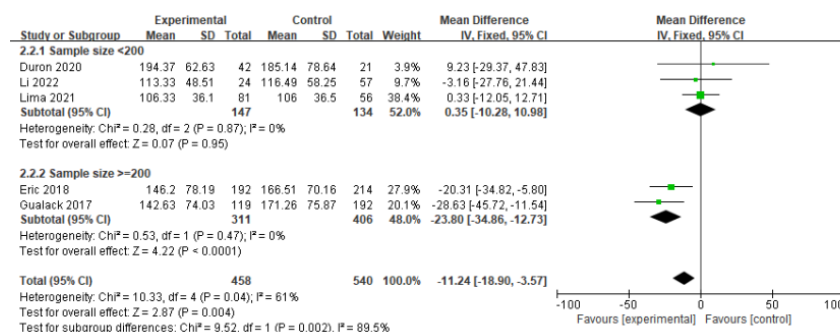 Experimental Control Mean Difference Mean Difference
Study or Subgroup Mean SD Total Mean SD Total Weight IV, Fixed, 95% CI IV, Fixed, 95% CI
2.2.1 Sample size <200
Duron 2020 194.37 62.63 42 185.14 78.64 21 3.9% 9.23 [-29.37, 47.83]
Li 2022 113.33 48.51 24 116.49 58.25 57 9.7% -3.16 [-27.76, 21.44]
Lima 2021 106.33 36.1 81 106 36.5 56 38.4% 0.33 [-12.05, 12.71]
Subtotal (95% CI) 147 134 52.0% 0.35 [-10.28, 10.98]
Heterogeneity: Chi² = 0.28, df = 2 (P = 0.87); I² = 0%
Test for overall effect: Z = 0.07 (P = 0.95)
2.2.2 Sample size >=200
Eric 2018 146.2 78.19 192 166.51 70.16 214 27.9% -20.31 [-34.82, -5.80]
Gualack 2017 142.63 74.03 119 171.26 75.87 192 20.1% -28.63 [-45.72, -11.54]
Subtotal (95% CI) 311 406 48.0% -23.80 [-34.86, -12.73]
Heterogeneity: Chi² = 0.53, df = 1 (P = 0.47); I² = 0%
Test for overall effect: Z = 4.22 (P < 0.0001)
Total (95% CI) 458 540 100.0% -11.24 [-18.90, -3.57]
Heterogeneity: Chi² = 10.33, df = 4 (P = 0.04); I² = 61%
Test for overall effect: Z = 2.87 (P = 0.004)
Test for subgroup differences: Chi² = 9.52, df = 1 (P = 0.002), I² = 89.5%
-100 -50 0 50 100
Favours [experimental] Favours [control]